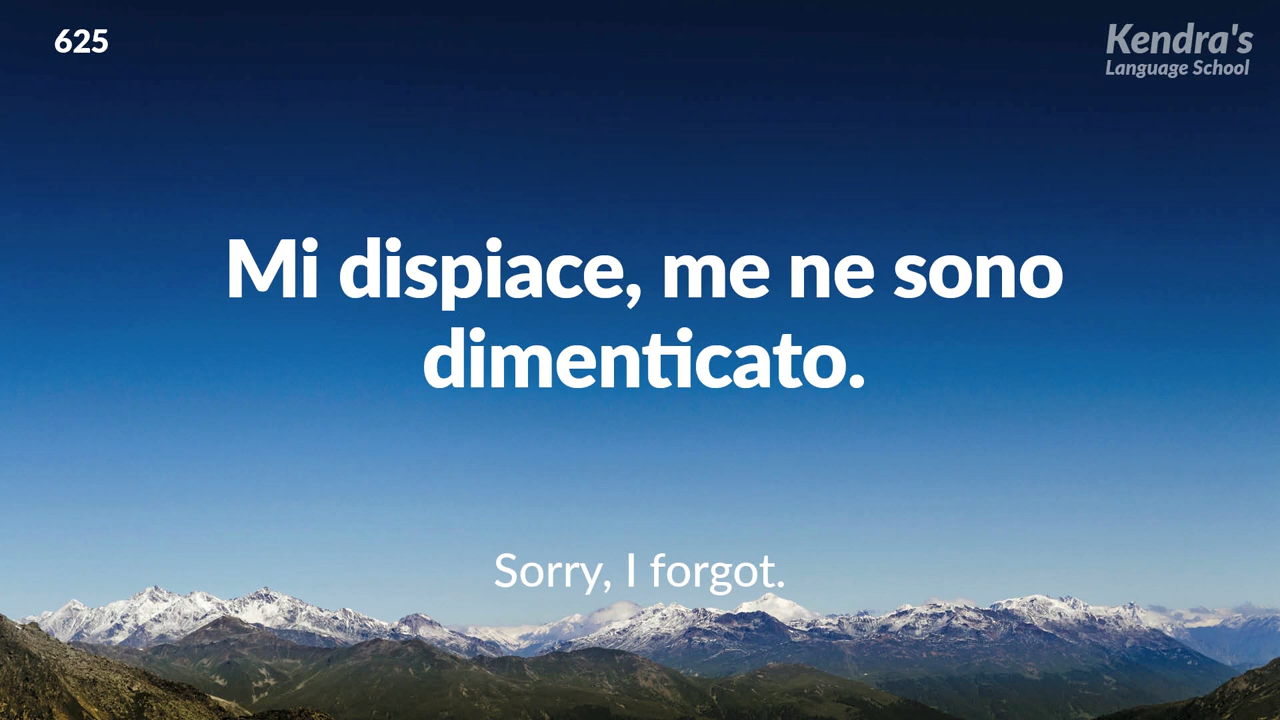 625
Kendra's
Language School
Mi dispiace, me ne sono
dimenticato.
Sorry, I forgot.